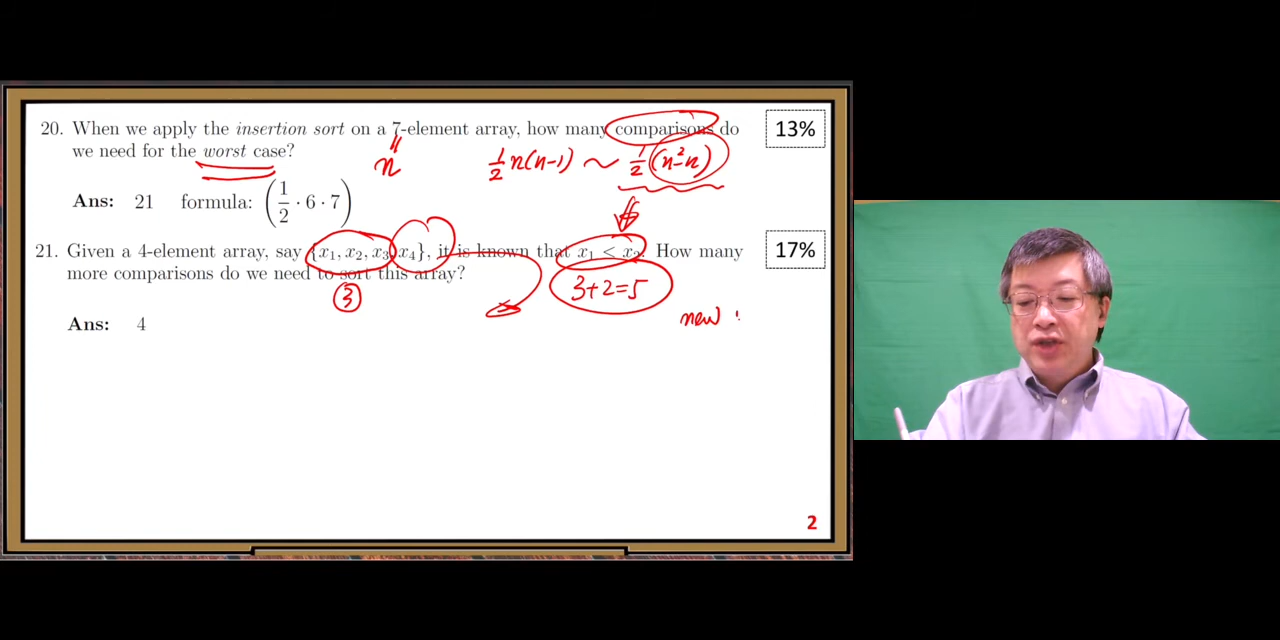 20. When we apply the insertion sort on a 7-element array, how many comparisons do
we need for the worst case?
13%
n
½n(n-1) ~ ½(n²-n)
Ans: 21 formula: (1/2 · 6 · 7)
21. Given a 4-element array, say {x₁, x₂, x₃, x₄}, it is known that x₁ < x₂. How many
more comparisons do we need to sort this array?
17%
3
3+2=5
new :
Ans: 4
2